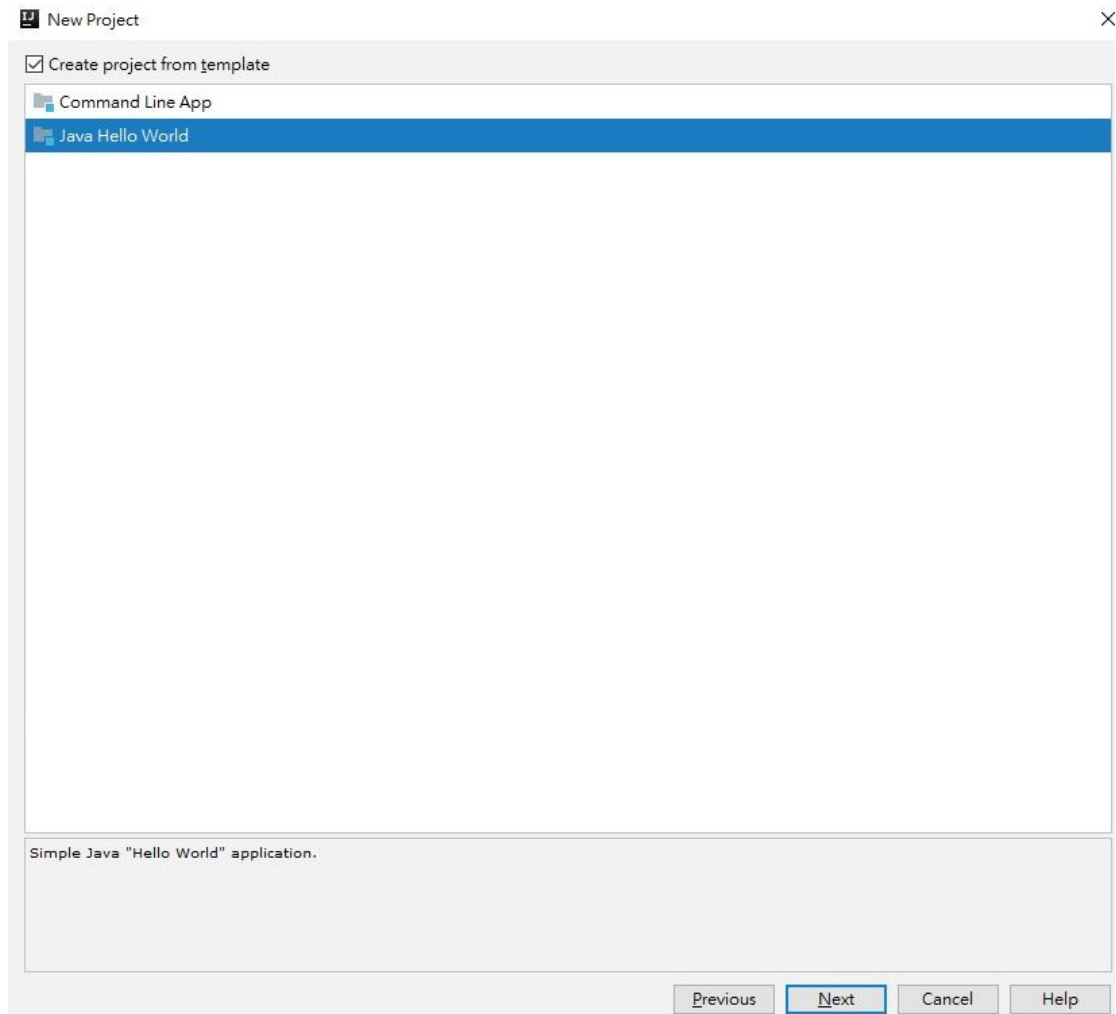 IJ New Project
Create project from template
Command Line App
Java Hello World
Simple Java "Hello World" application.
Previous Next Cancel Help